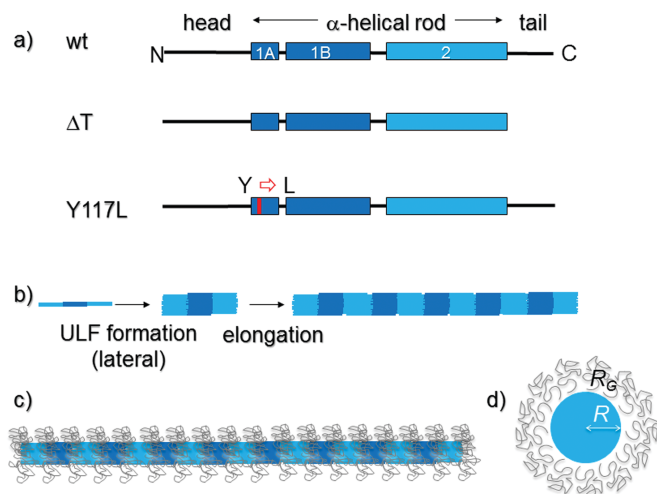 a) wt head α-helical rod tail
N 1A 1B 2 C
ΔT
Y ⇨ L
Y117L
b)
ULF formation elongation
(lateral)
c) d) R_G
R